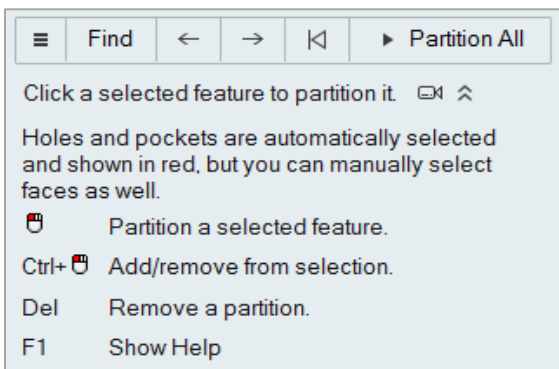 Find Partition All
Click a selected feature to partition it.
Holes and pockets are automatically selected
and shown in red, but you can manually select
faces as well.
Partition a selected feature.
Ctrl+ Add/remove from selection.
Del Remove a partition.
F1 Show Help